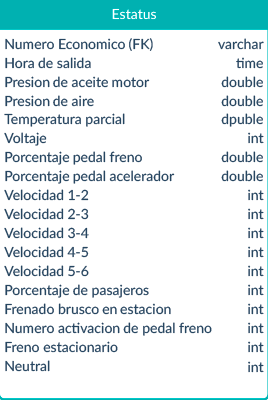 Estatus
Numero Economico (FK) varchar
Hora de salida time
Presion de aceite motor double
Presion de aire double
Temperatura parcial dpuble
Voltaje int
Porcentaje pedal freno double
Porcentaje pedal acelerador double
Velocidad 1-2 int
Velocidad 2-3 int
Velocidad 3-4 int
Velocidad 4-5 int
Velocidad 5-6 int
Porcentaje de pasajeros int
Frenado brusco en estacion int
Numero activacion de pedal freno int
Freno estacionario int
Neutral int